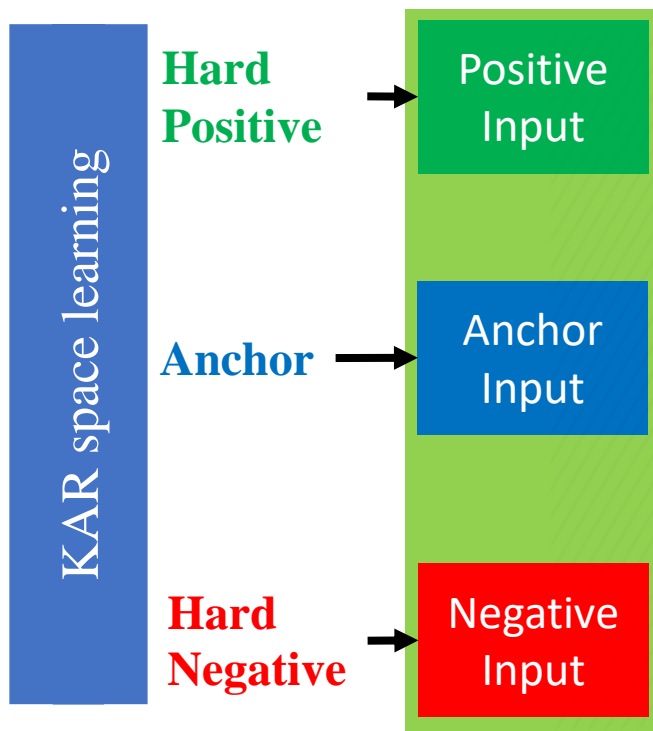 KAR space learning
Hard
Positive
Positive
Input
Anchor
Anchor
Input
Hard
Negative
Negative
Input